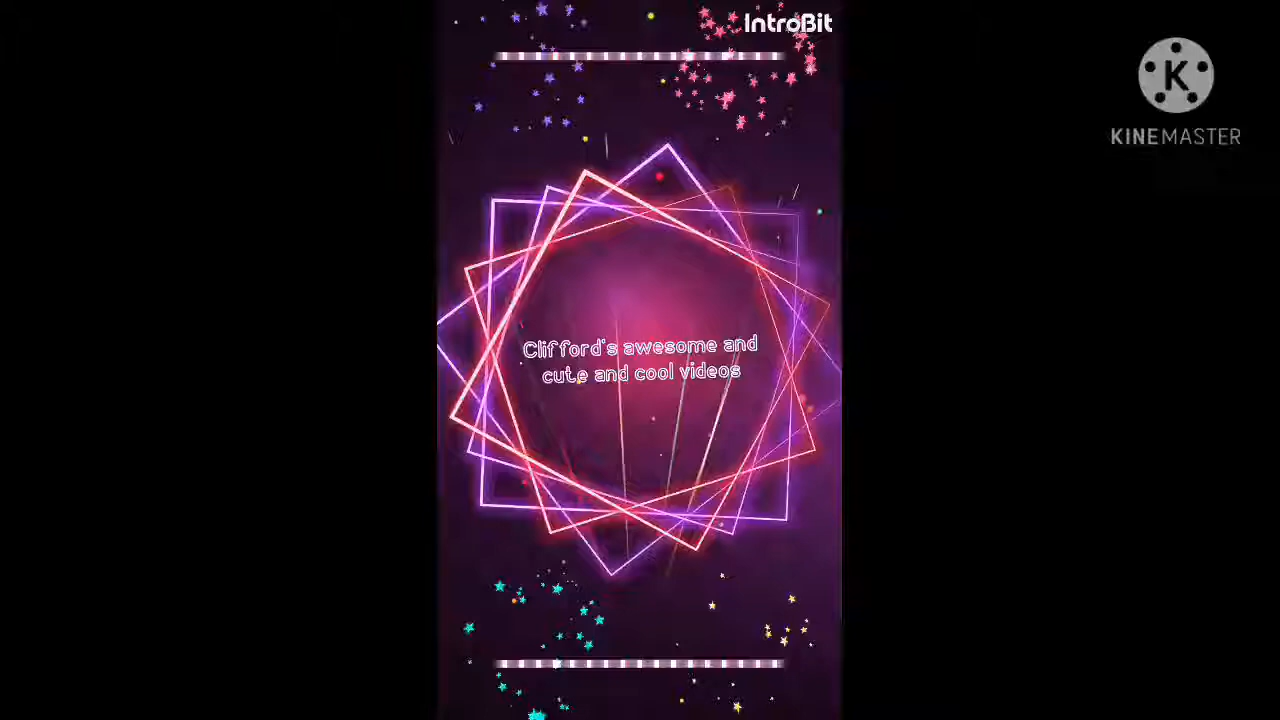 IntroBit
K
KINEMASTER
Clifford's awesome and
cute and cool videos